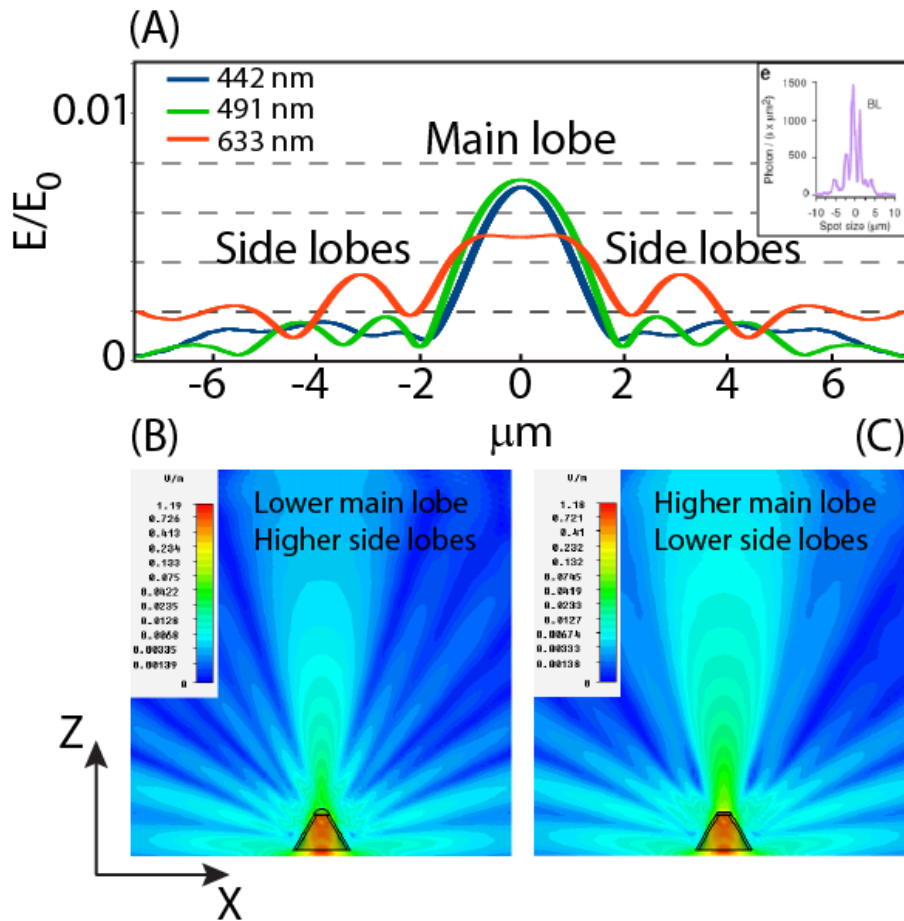 (A)
442 nm
491 nm
633 nm
Main lobe
Side lobes
Side lobes
0.01
0
E/E0
-6
-4
-2
0
2
4
6
μm
e
BL
1500
1000
500
0
-10
-5
0
5
10
Photon / (s x μm²)
Spot size (μm)
(B)
V/m
1.19
0.726
0.413
0.234
0.133
0.075
0.0422
0.0235
0.0128
0.0068
0.00335
0.00139
0
Lower main lobe
Higher side lobes
(C)
V/m
1.18
0.721
0.41
0.232
0.132
0.0745
0.0419
0.0233
0.0127
0.00674
0.00333
0.00138
0
Higher main lobe
Lower side lobes
Z
X